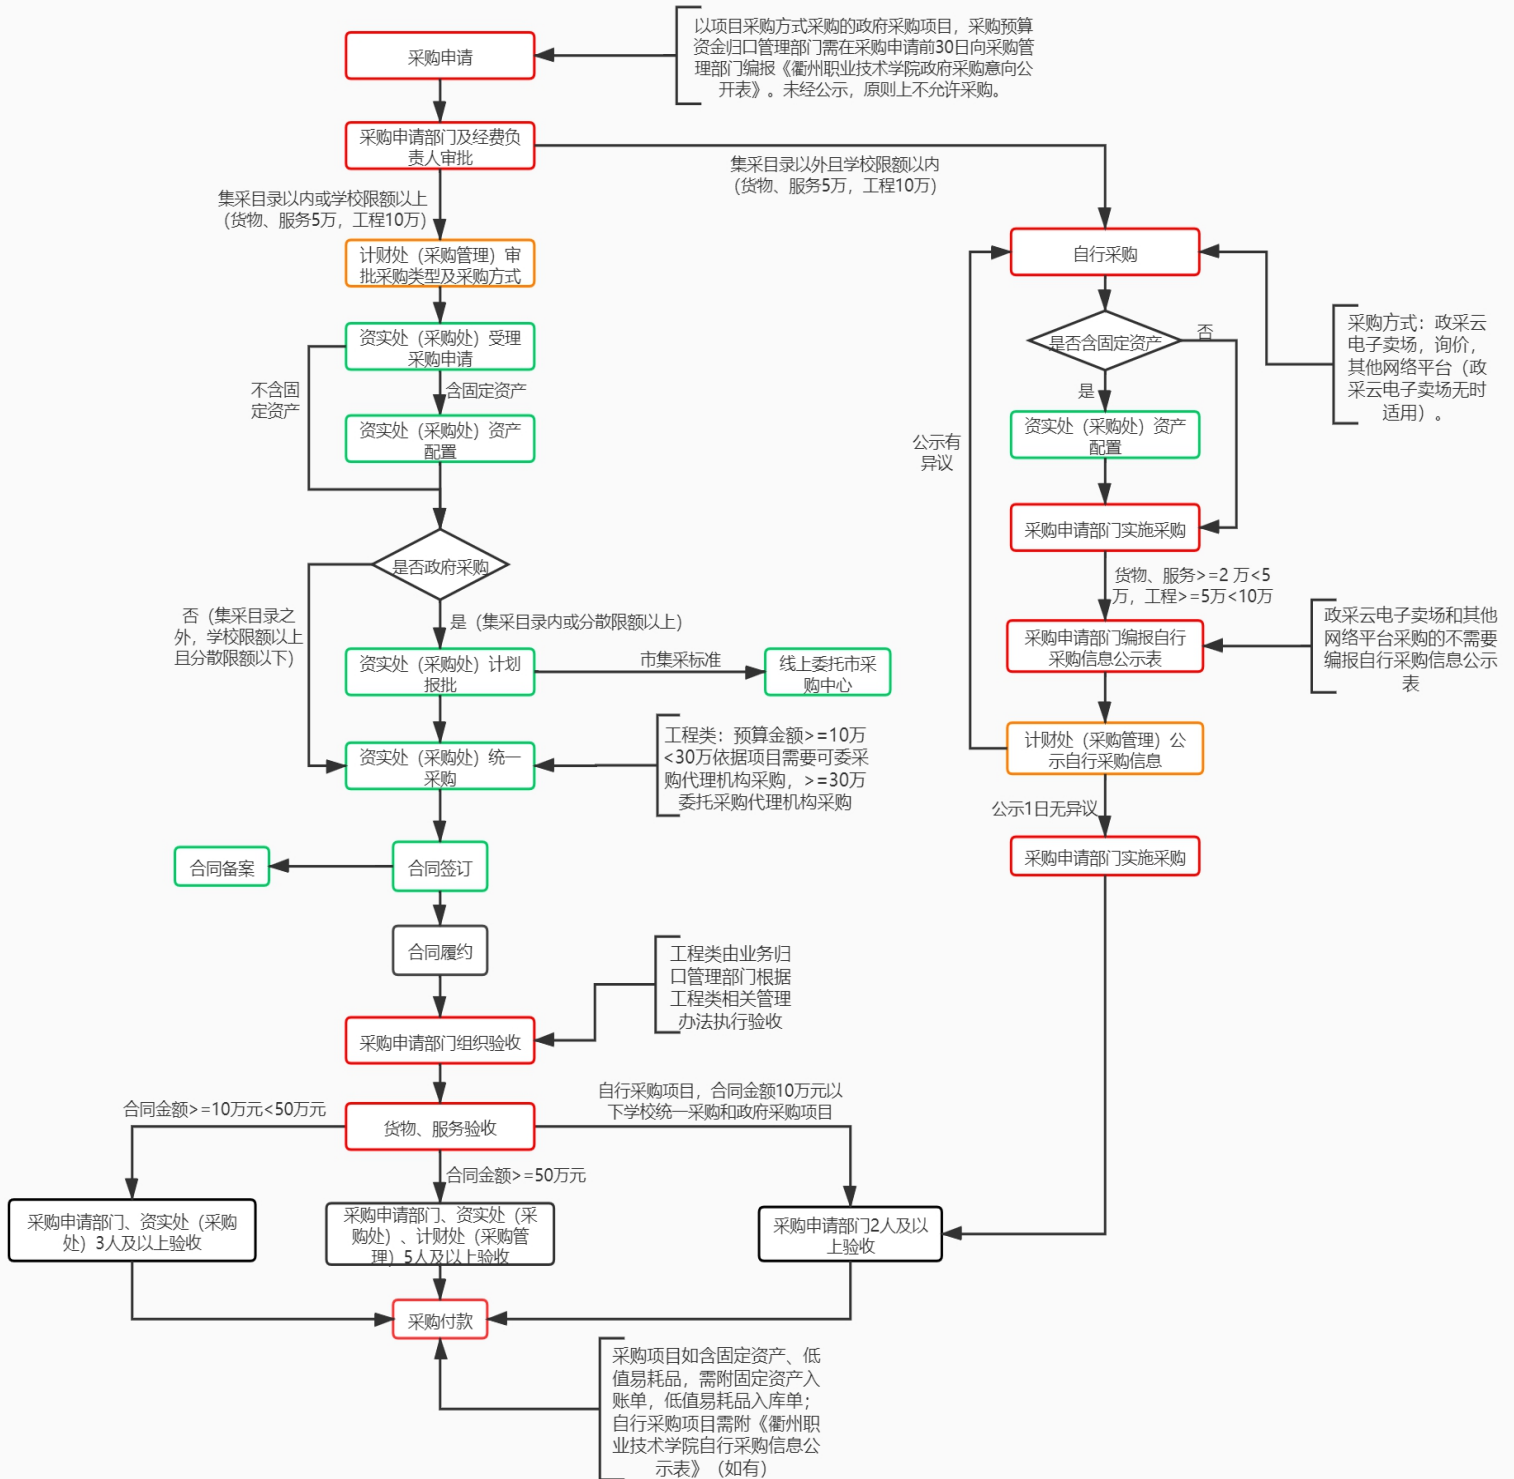 以项目采购方式采购的政府采购项目，采购预算
资金归口管理部门需在采购申请前30日向采购管
理部门编报《衢州职业技术学院政府采购意向公
开表》。未经公示，原则上不允许采购。
采购申请
采购申请部门及经费负
责人审批
集采目录以外且学校限额以内
（货物、服务5万，工程10万）
集采目录以内或学校限额以上
（货物、服务5万，工程10万）
计财处（采购管理）审
批采购类型及采购方式
自行采购
资实处（采购处）受理
采购申请
是否含固定资产
否
采购方式：政采云
电子卖场，询价，
其他网络平台（政
采云电子卖场无时
适用）。
不含固
定资产
含固定资产
是
资实处（采购处）资产
配置
资实处（采购处）资产
配置
公示有
异议
采购申请部门实施采购
是否政府采购
货物、服务>=2 万<5
万，工程>=5万<10万
否（集采目录之
外，学校限额以上
且分散限额以下）
是（集采目录内或分散限额以上）
采购申请部门编报自行
采购信息公示表
政采云电子卖场和其他
网络平台采购的不需要
编报自行采购信息公示
表
资实处（采购处）计划
报批
市集采标准
线上委托市采
购中心
资实处（采购处）统一
采购
工程类：预算金额>=10万
<30万依据项目需要可委采
购代理机构采购，>=30万
委托采购代理机构采购
计财处（采购管理）公
示自行采购信息
公示1日无异议
采购申请部门实施采购
合同备案
合同签订
合同履约
工程类由业务归
口管理部门根据
工程类相关管理
办法执行验收
采购申请部门组织验收
合同金额>=10万元<50万元
自行采购项目，合同金额10万元以
下学校统一采购和政府采购项目
货物、服务验收
合同金额>=50万元
采购申请部门、资实处（采购
处）3人及以上验收
采购申请部门、资实处（采
购处）、计财处（采购管
理）5人及以上验收
采购申请部门2人及以
上验收
采购付款
采购项目如含固定资产、低
值易耗品，需附固定资产入
账单，低值易耗品入库单；
自行采购项目需附《衢州职
业技术学院自行采购信息公
示表》（如有）